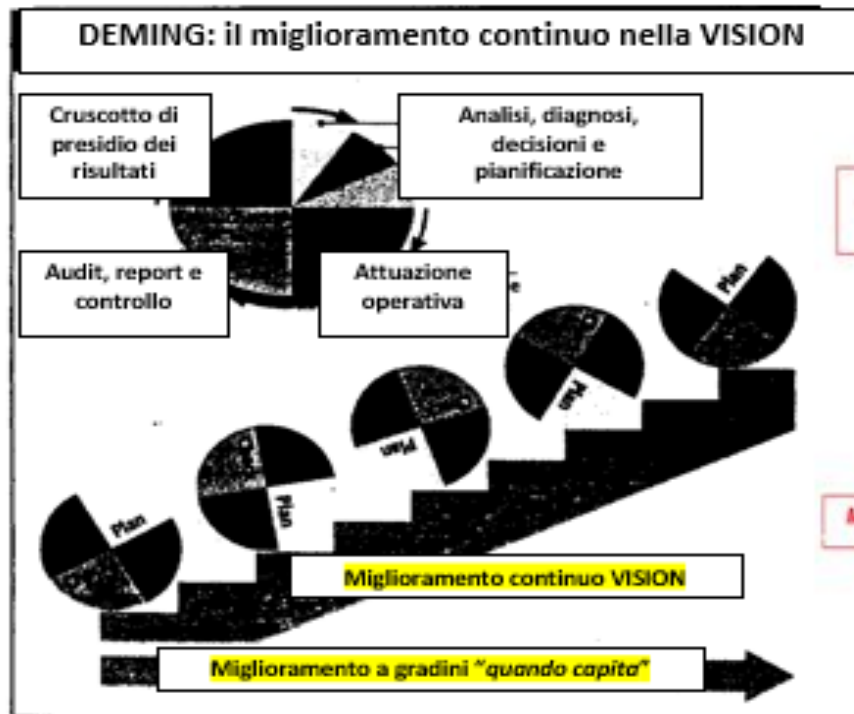 DEMING: il miglioramento continuo nella VISION
Cruscotto di
presidio dei
risultati
Analisi, diagnosi,
decisioni e
pianificazione
Audit, report e
controllo
Attuazione
operativa
e
Plan
Plan
Plan
Plan
Plan
Miglioramento continuo VISION
Miglioramento a gradini "quando capita"